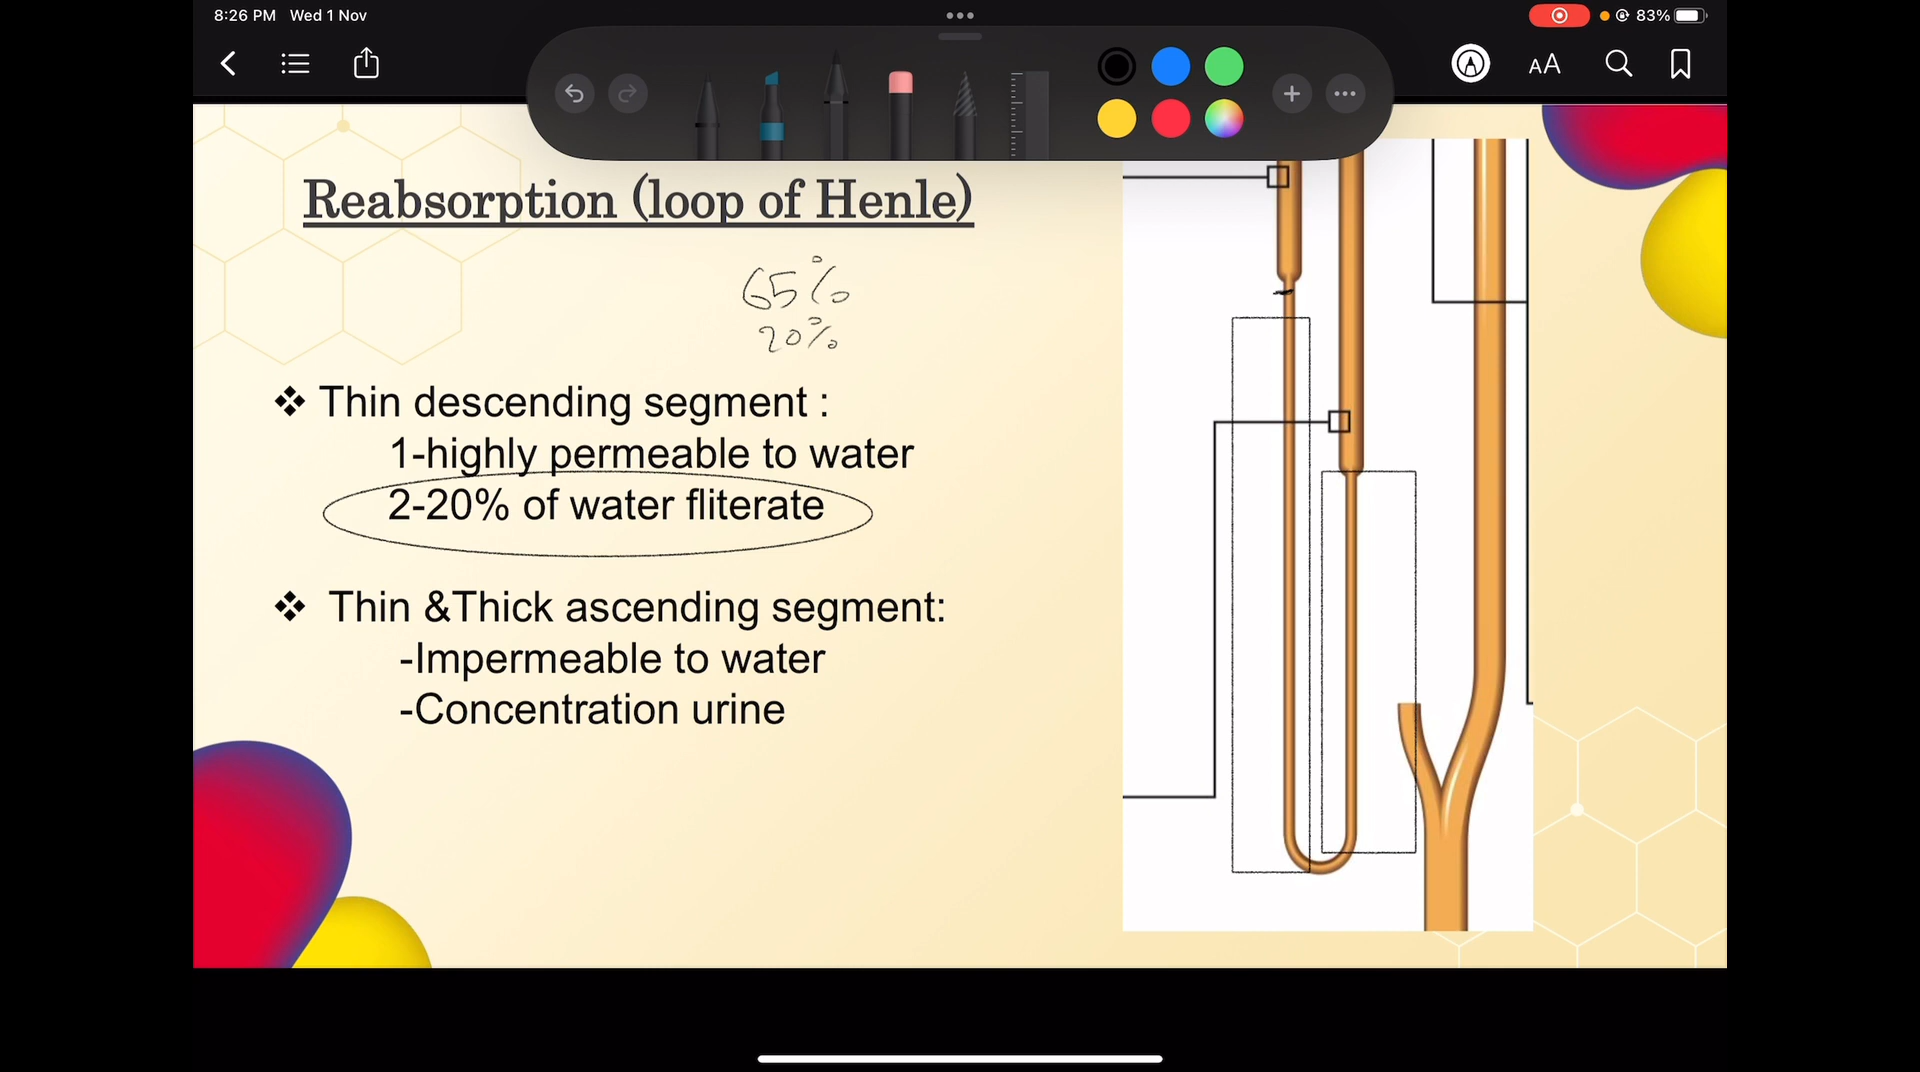 8:26 PM Wed 1 Nov
83%
AA
Reabsorption (loop of Henle)
65%
20%
❖ Thin descending segment :
1-highly permeable to water
2-20% of water fliterate
❖ Thin &Thick ascending segment:
-Impermeable to water
-Concentration urine